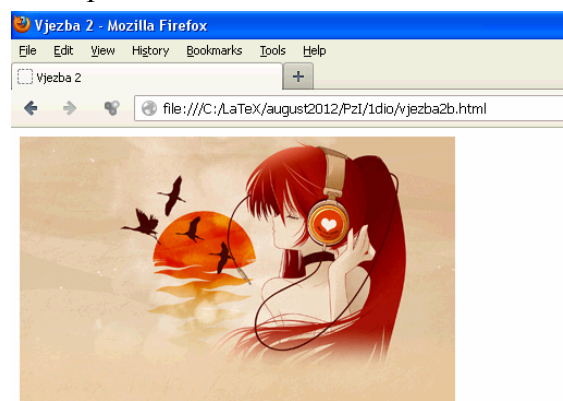 Vjezba 2 - Mozilla Firefox
File Edit View History Bookmarks Tools Help
Vjezba 2
file:///C:/LaTeX/august2012/PzI/1dio/vjezba2b.html